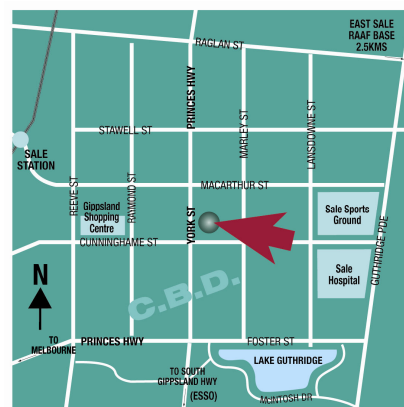 EAST SALE
RAAF BASE
2.5KMS
RAGLAN ST
PRINCES HWY
STAWELL ST
MARLEY ST
LANSDOWNE ST
SALE
STATION
MACARTHUR ST
REEVE ST
RAYMOND ST
Gippsland
Shopping
Centre
YORK ST
Sale Sports
Ground
CUNNINGHAME ST
GUTHRIDGE PDE
Sale
Hospital
N
C.B.D.
TO
MELBOURNE
PRINCES HWY
FOSTER ST
LAKE GUTHRIDGE
TO SOUTH
GIPPSLAND HWY
(ESSO)
McINTOSH DR